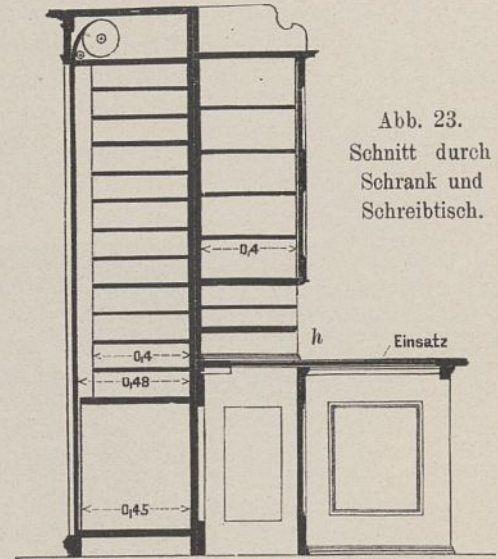 Abb. 23.
Schnitt durch
Schrank und
Schreibtisch.
0,4
h
Einsatz
0,4
0,48
0,45